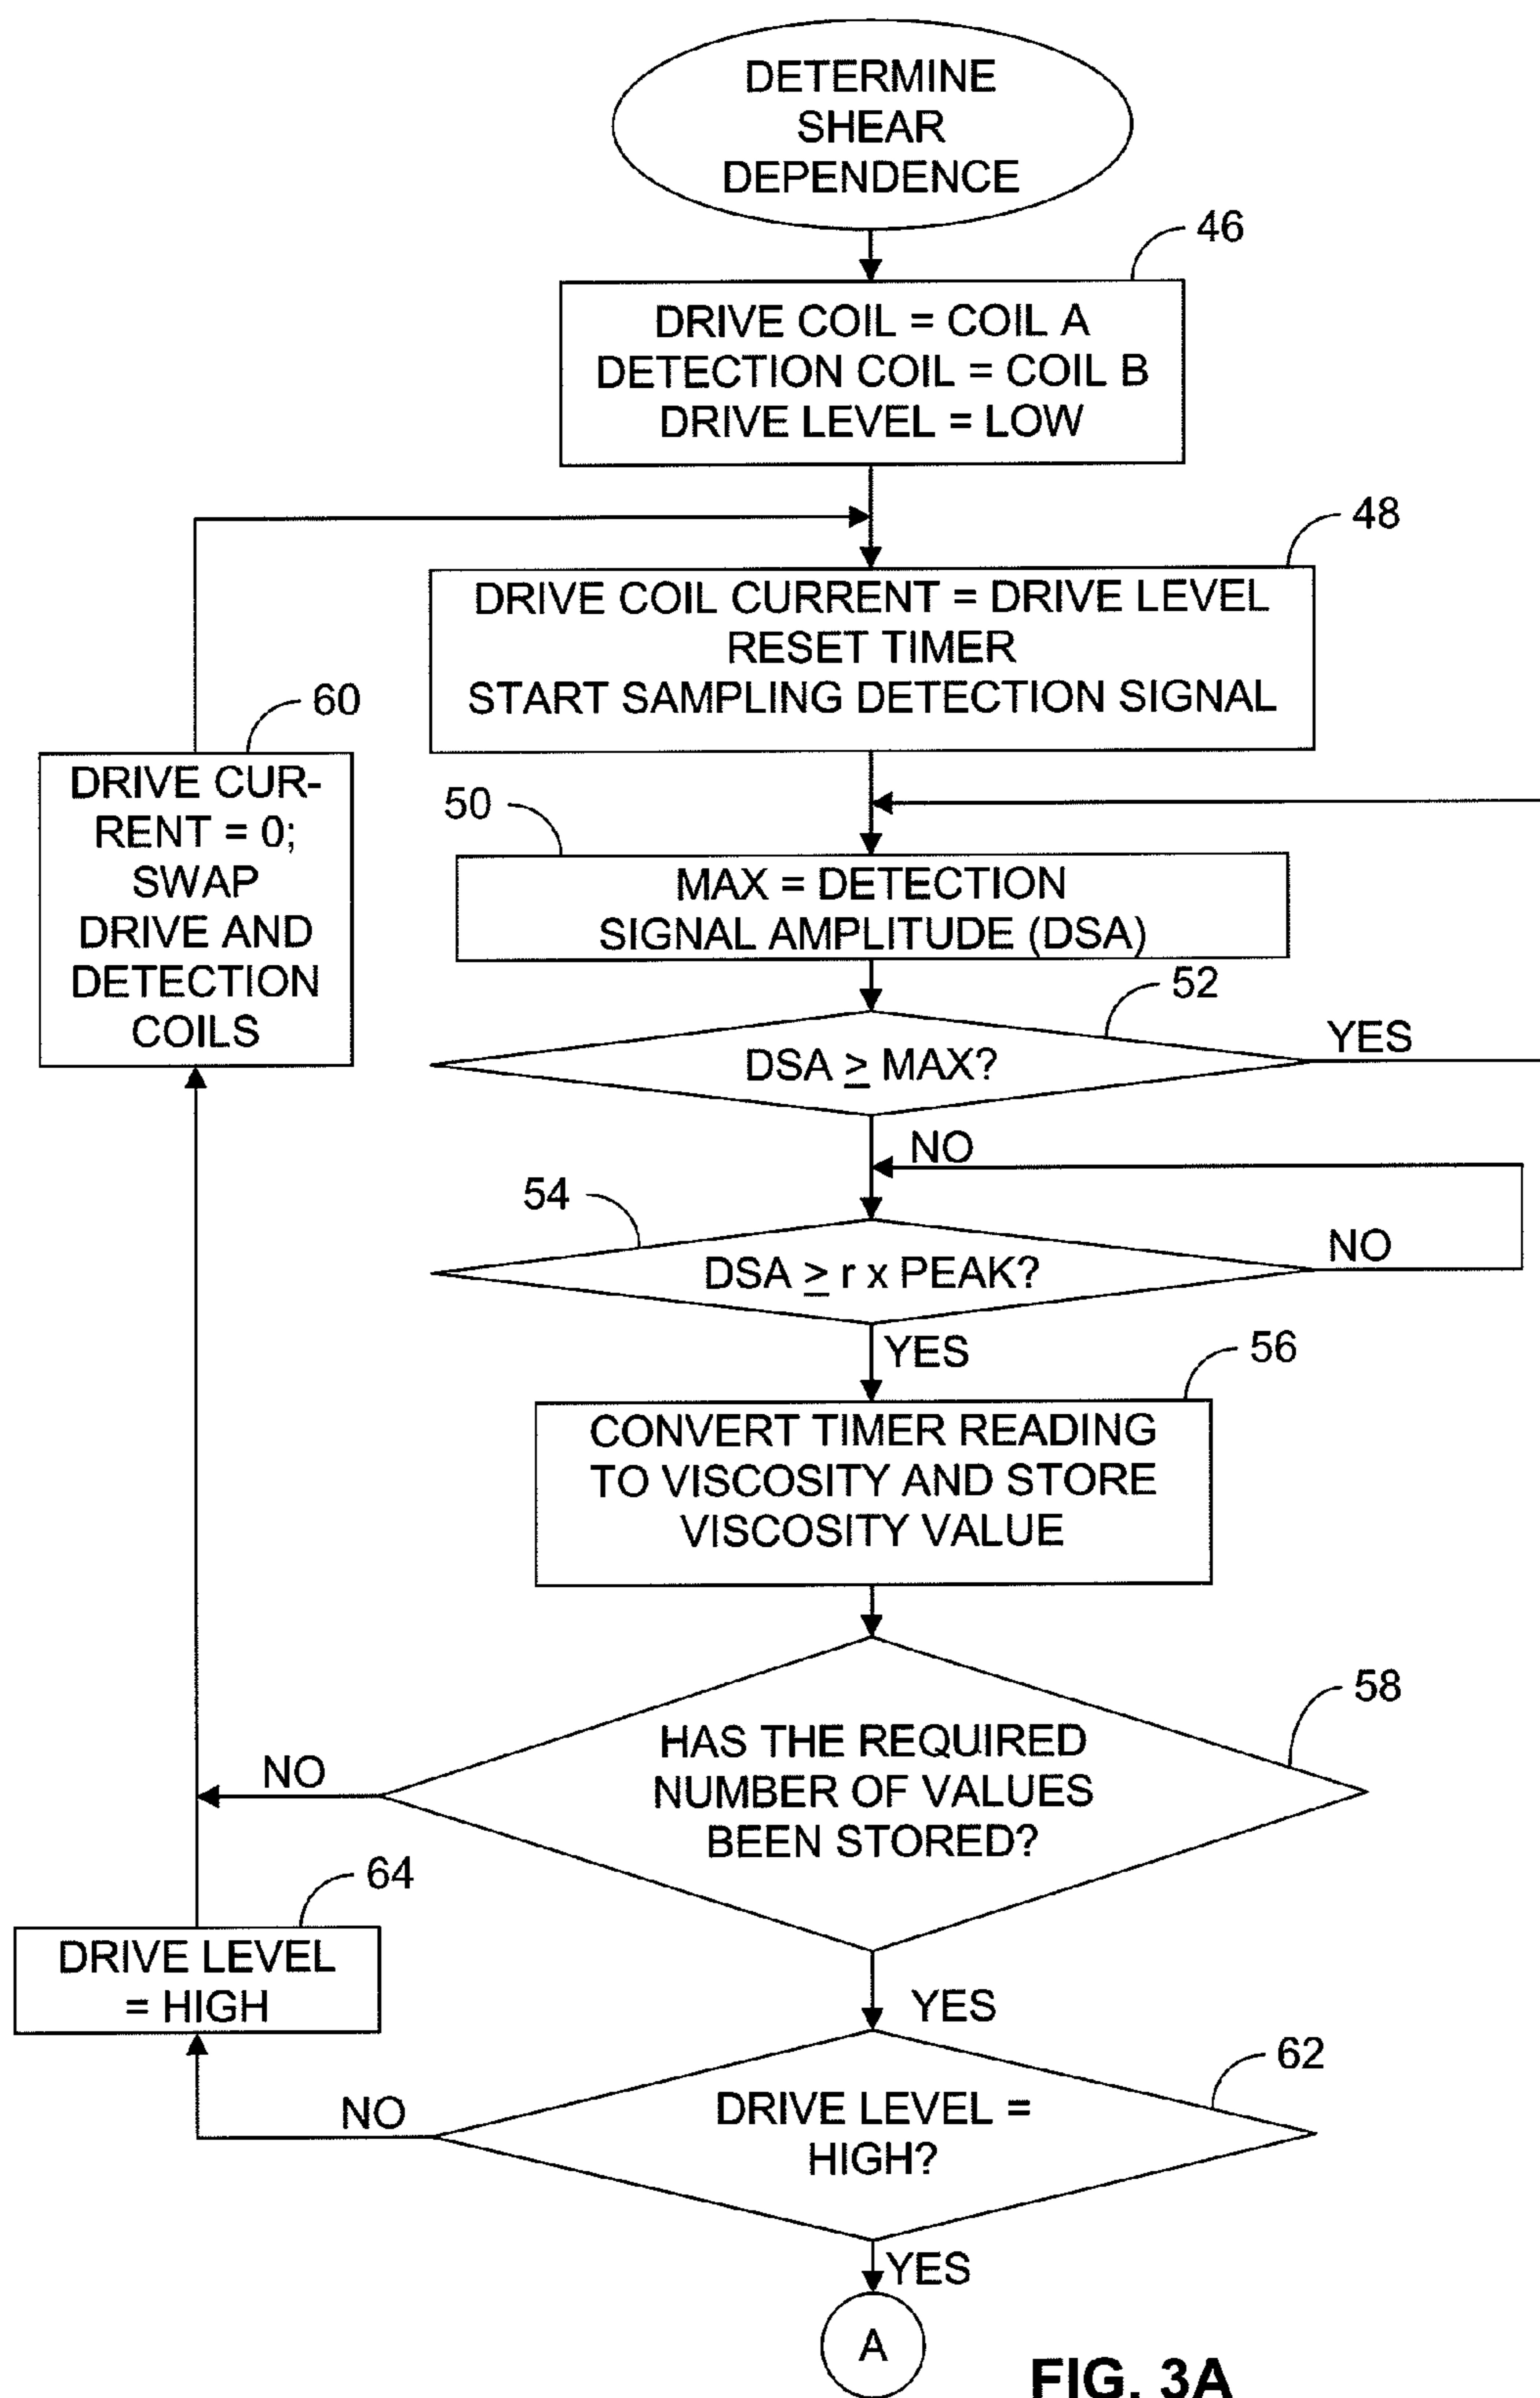 DETERMINE
SHEAR
DEPENDENCE
46
DRIVE COIL = COIL A
DETECTION COIL = COIL B
DRIVE LEVEL = LOW
48
DRIVE COIL CURRENT = DRIVE LEVEL
RESET TIMER
START SAMPLING DETECTION SIGNAL
60
DRIVE CUR-
RENT = 0;
SWAP
DRIVE AND
DETECTION
COILS
50
MAX = DETECTION
SIGNAL AMPLITUDE (DSA)
52
DSA ≥ MAX?
YES
NO
54
DSA ≥ r x PEAK?
NO
YES
56
CONVERT TIMER READING
TO VISCOSITY AND STORE
VISCOSITY VALUE
58
HAS THE REQUIRED
NUMBER OF VALUES
BEEN STORED?
NO
64
DRIVE LEVEL
= HIGH
YES
62
DRIVE LEVEL =
HIGH?
NO
YES
A
FIG. 3A